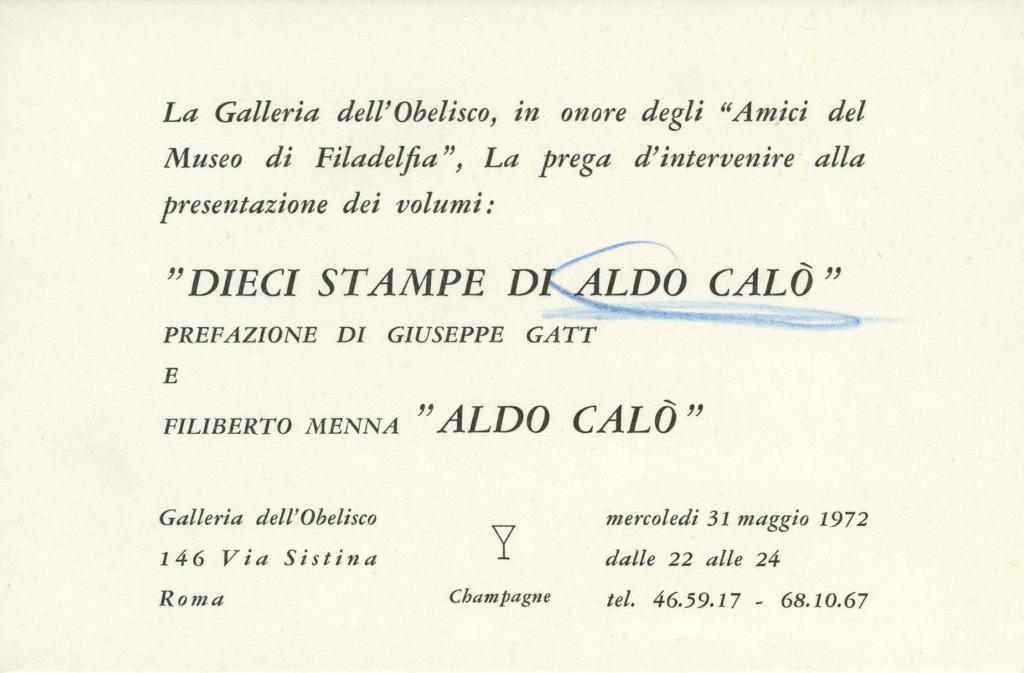 La Galleria dell'Obelisco, in onore degli “Amici del
Museo di Filadelfia”, La prega d'intervenire alla
presentazione dei volumi:
”DIECI STAMPE DI ALDO CALÒ”
PREFAZIONE DI GIUSEPPE GATT
E
FILIBERTO MENNA ”ALDO CALÒ”
Galleria dell'Obelisco
146 Via Sistina
Roma
Champagne
mercoledi 31 maggio 1972
dalle 22 alle 24
tel. 46.59.17 - 68.10.67